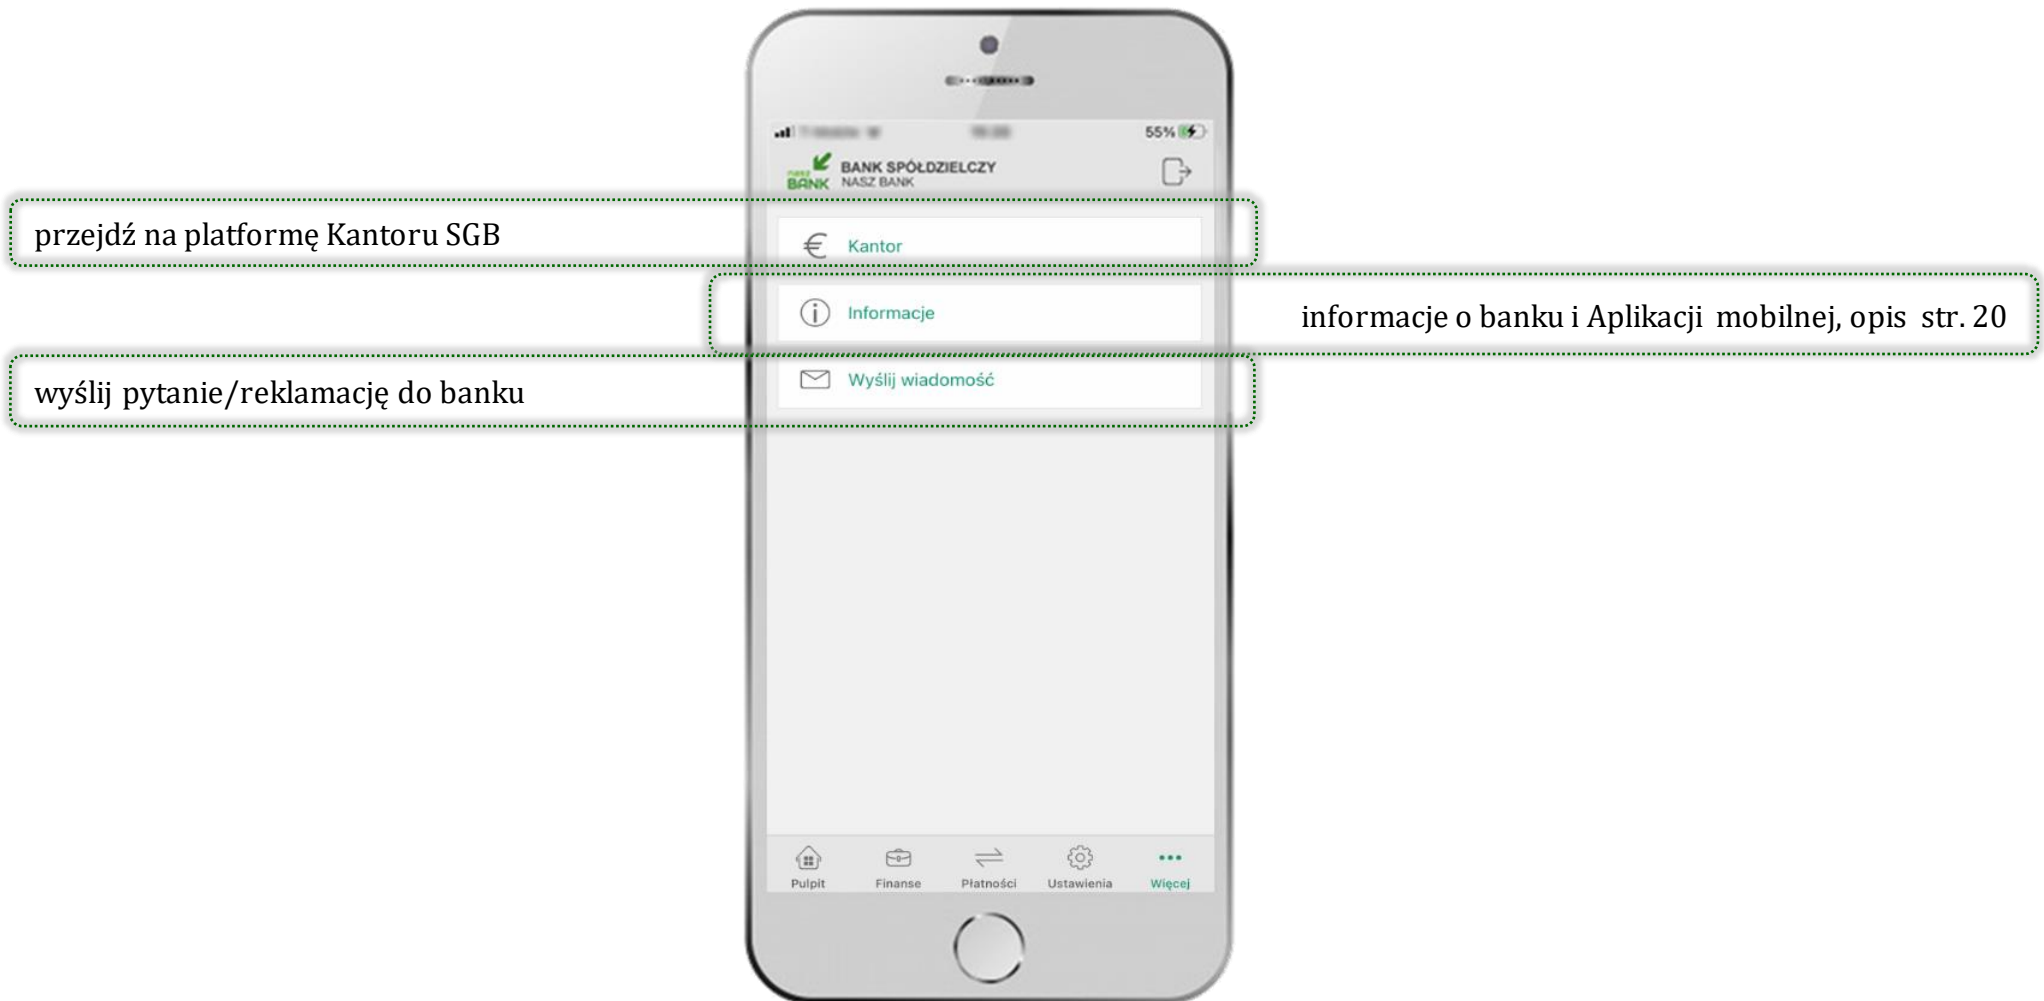 55%
nasz
BANK
BANK SPÓŁDZIELCZY
NASZ BANK
przejdź na platformę Kantoru SGB
Kantor
Informacje
informacje o banku i Aplikacji mobilnej, opis str. 20
wyślij pytanie/reklamację do banku
Wyślij wiadomość
Pulpit Finanse Płatności Ustawienia Więcej